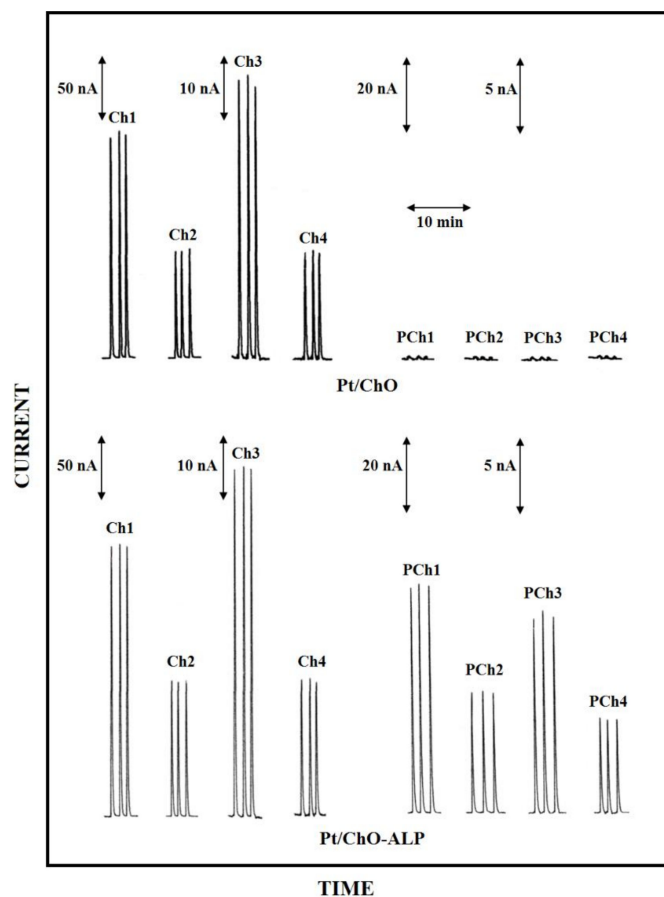 50 nA
10 nA
20 nA
5 nA
Ch1
Ch2
Ch3
Ch4
10 min
PCh1
PCh2
PCh3
PCh4
Pt/ChO
CURRENT
50 nA
10 nA
20 nA
5 nA
Ch1
Ch2
Ch3
Ch4
PCh1
PCh2
PCh3
PCh4
Pt/ChO-ALP
TIME